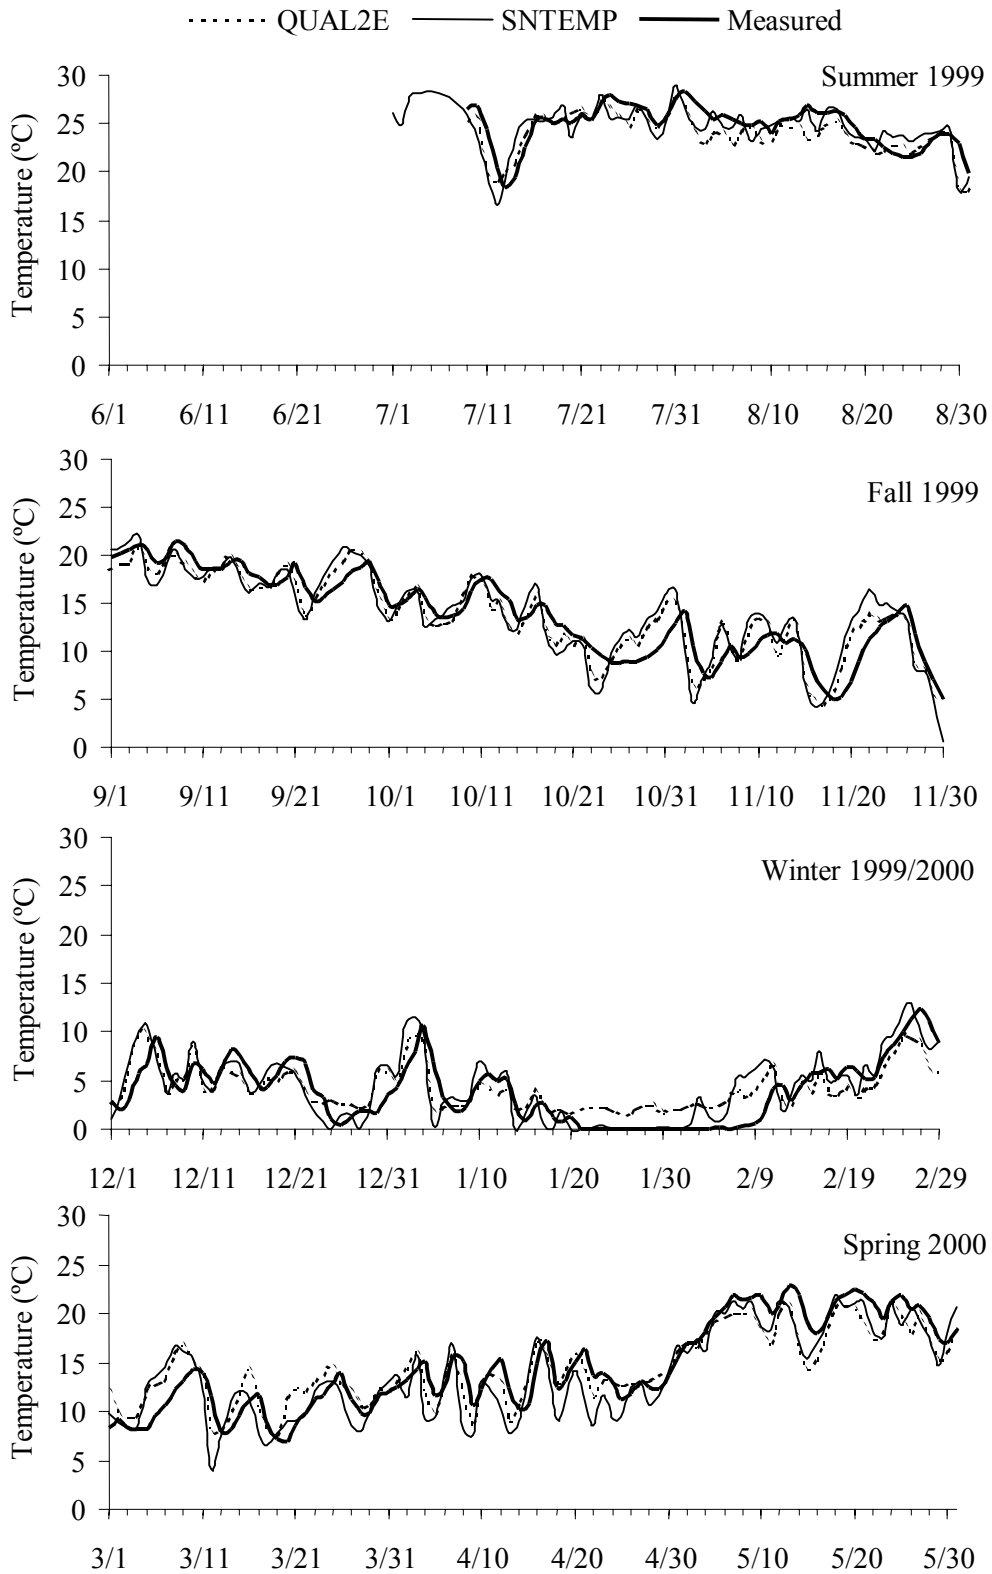 QUAL2E SNTEMP Measured
Summer 1999
Temperature (ºC)
30
25
20
15
10
5
0
6/1 6/11 6/21 7/1 7/11 7/21 7/31 8/10 8/20 8/30
Fall 1999
Temperature (ºC)
30
25
20
15
10
5
0
9/1 9/11 9/21 10/1 10/11 10/21 10/31 11/10 11/20 11/30
Winter 1999/2000
Temperature (ºC)
30
25
20
15
10
5
0
12/1 12/11 12/21 12/31 1/10 1/20 1/30 2/9 2/19 2/29
Spring 2000
Temperature (ºC)
30
25
20
15
10
5
0
3/1 3/11 3/21 3/31 4/10 4/20 4/30 5/10 5/20 5/30